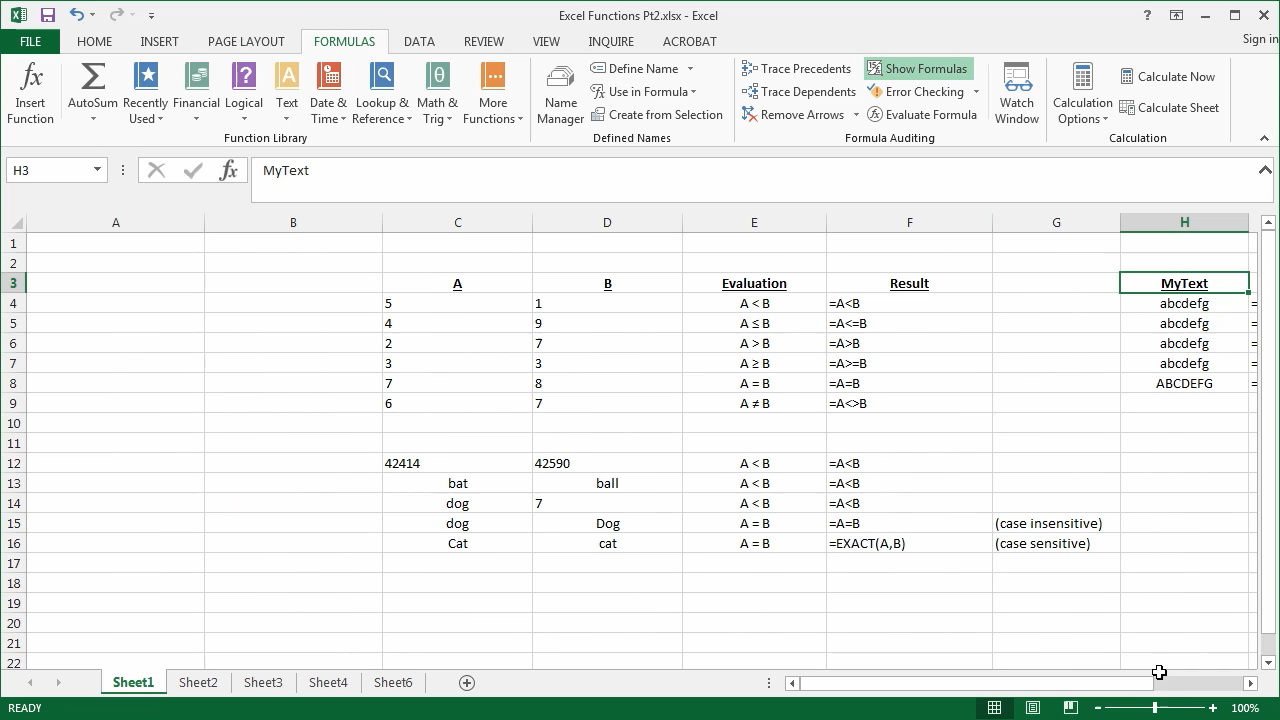 Excel Functions Pt2.xlsx - Excel
?
Sign in
FILE HOME INSERT PAGE LAYOUT FORMULAS DATA REVIEW VIEW INQUIRE ACROBAT
fx Σ ? A θ
Insert Function
AutoSum
Recently Used
Financial
Logical
Text
Date & Time
Lookup & Reference
Math & Trig
More Functions
Function Library
Name Manager
Define Name
Use in Formula
Create from Selection
Defined Names
Trace Precedents
Trace Dependents
Remove Arrows
Show Formulas
Error Checking
Evaluate Formula
Formula Auditing
Watch Window
Calculation Options
Calculate Now
Calculate Sheet
Calculation
H3 fx MyText
A B C D E F G H
1
2
3 A B Evaluation Result MyText
4 5 1 A < B =A<B abcdefg =
5 4 9 A ≤ B =A<=B abcdefg =
6 2 7 A > B =A>B abcdefg =
7 3 3 A ≥ B =A>=B abcdefg =
8 7 8 A = B =A=B ABCDEFG =
9 6 7 A ≠ B =A<>B
10
11
12 42414 42590 A < B =A<B
13 bat ball A < B =A<B
14 dog 7 A < B =A<B
15 dog Dog A = B =A=B (case insensitive)
16 Cat cat A = B =EXACT(A,B) (case sensitive)
17
18
19
20
21
22
Sheet1 Sheet2 Sheet3 Sheet4 Sheet6
READY 100%